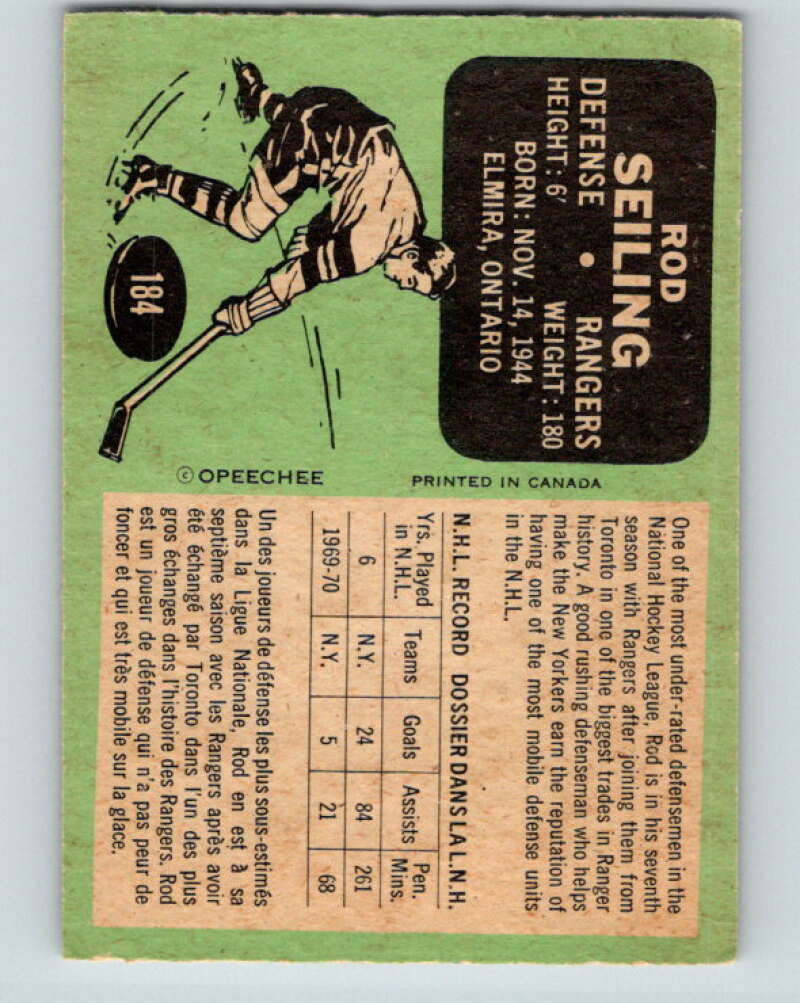 ROD
SEILING
DEFENSE • RANGERS
HEIGHT: 6' WEIGHT: 180
BORN: NOV. 14, 1944
ELMIRA, ONTARIO
184
© OPEECHEE
PRINTED IN CANADA
One of the most under-rated defensemen in the
National Hockey League, Rod is in his seventh
season with Rangers after joining them from
Toronto in one of the biggest trades in Ranger
history. A good rushing defenseman who helps
make the New Yorkers earn the reputation of
having one of the most mobile defense units
in the N.H.L.
N.H.L. RECORD DOSSIER DANS LA L.N.H.
Yrs. Played in N.H.L. Teams Goals Assists Pen. Mins.
6 N.Y. 24 84 261
1969-70 N.Y. 5 21 68
Un des joueurs de défense les plus sous-estimés
dans la Ligue Nationale, Rod en est à sa
septième saison avec les Rangers après avoir
été échangé par Toronto dans l'un des plus
gros échanges dans l'histoire des Rangers. Rod
est un joueur de défense qui n'a pas peur de
foncer et qui est très mobile sur la glace.